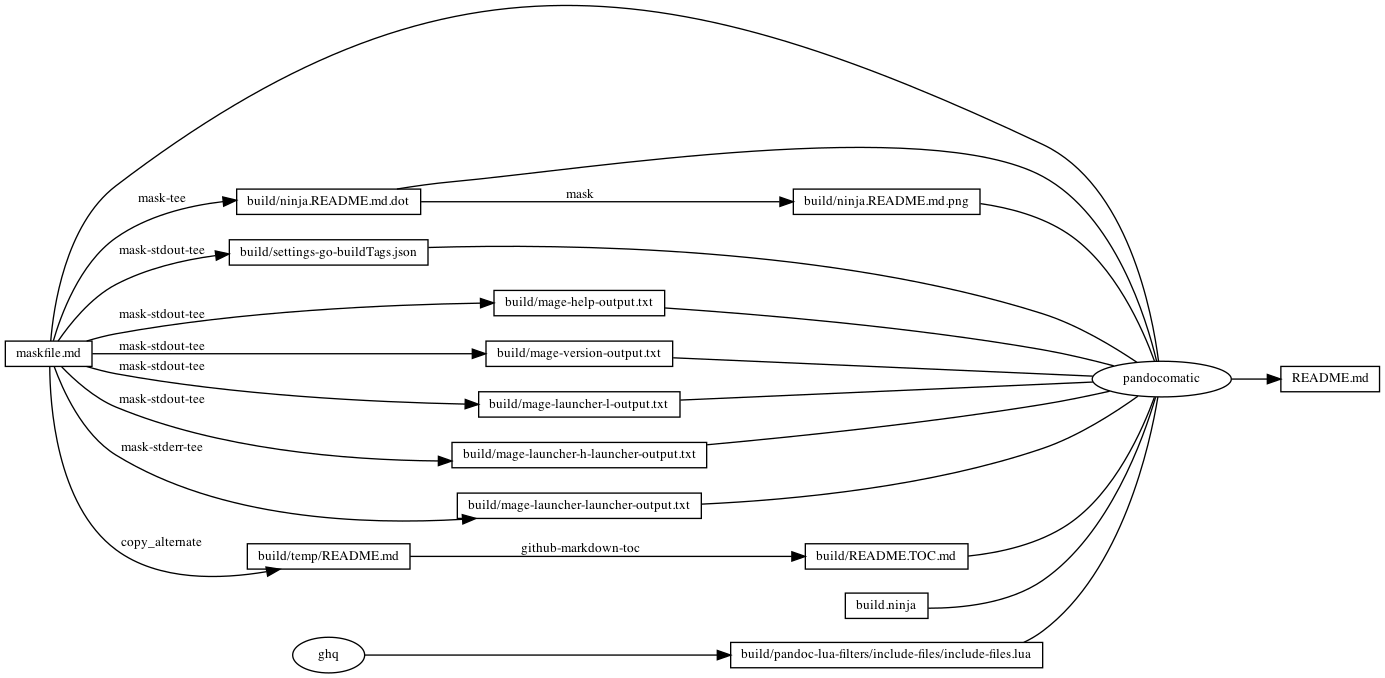 mask-tee
build/ninja.README.md.dot
mask
build/ninja.README.md.png
mask-stdout-tee
build/settings-go-buildTags.json
mask-stdout-tee
build/mage-help-output.txt
maskfile.md
mask-stdout-tee
build/mage-version-output.txt
mask-stdout-tee
pandocomatic
README.md
build/mage-launcher-l-output.txt
mask-stdout-tee
build/mage-launcher-h-launcher-output.txt
mask-stderr-tee
build/mage-launcher-launcher-output.txt
copy_alternate
build/temp/README.md
github-markdown-toc
build/README.TOC.md
build.ninja
ghq
build/pandoc-lua-filters/include-files/include-files.lua